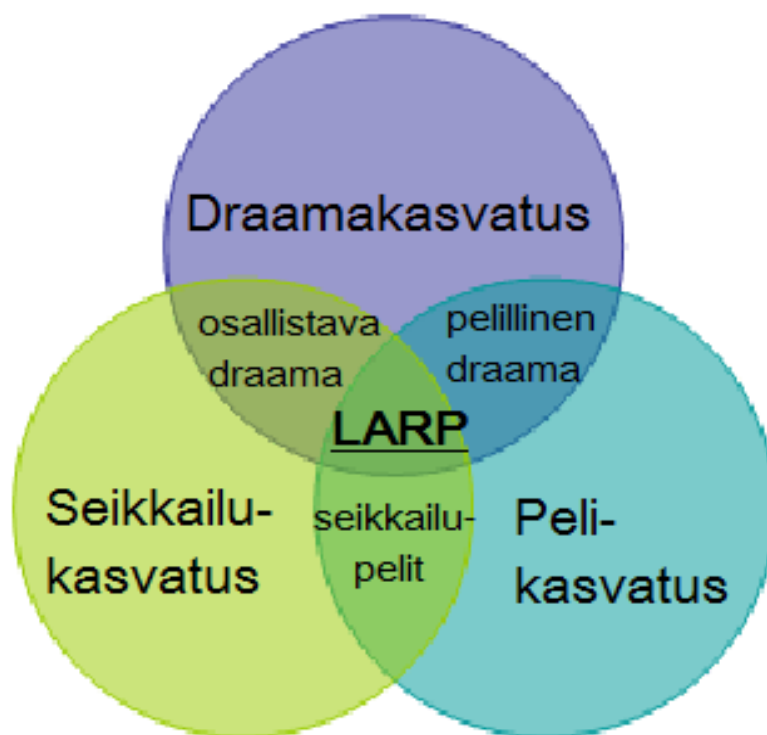 Draamakasvatus
osallistava
draama
pelillinen
draama
LARP
Seikkailu-
kasvatus
seikkailu-
pelit
Peli-
kasvatus